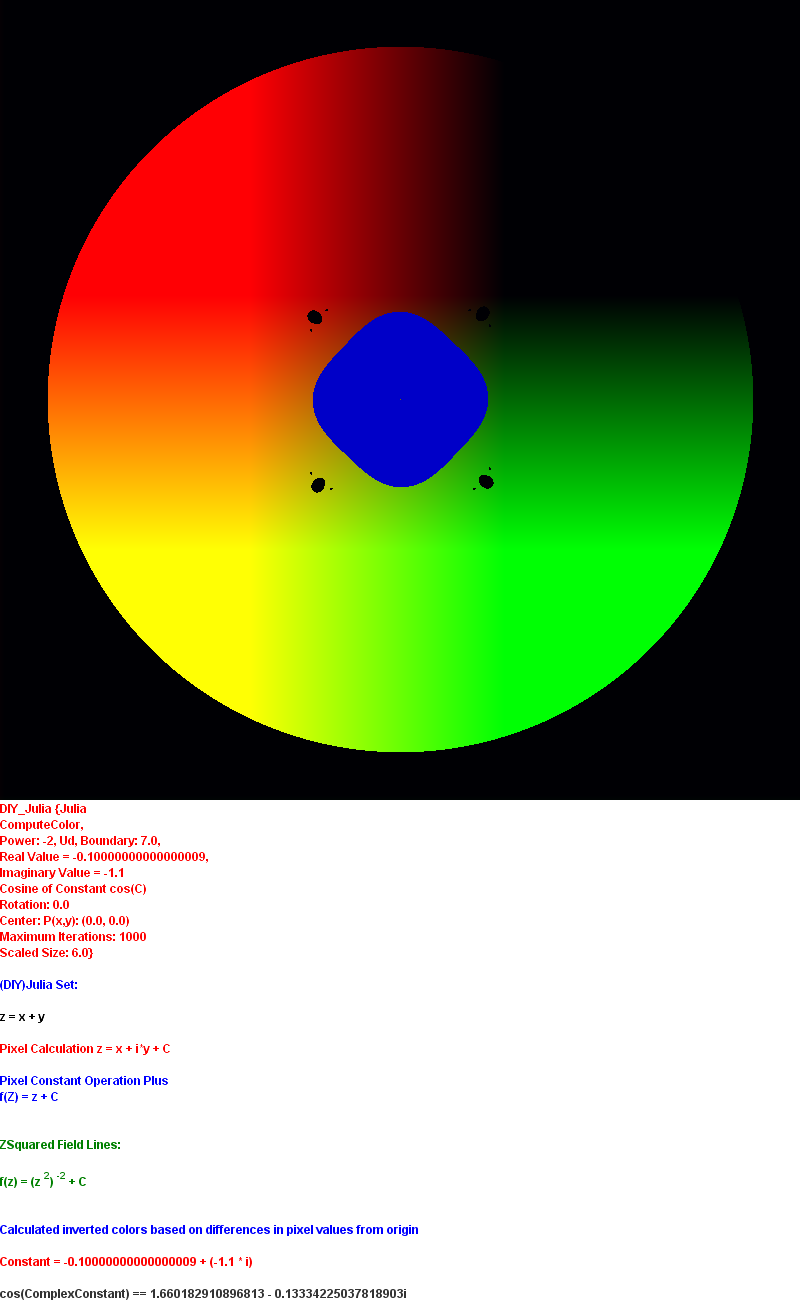 DIY_Julia {Julia
ComputeColor,
Power: -2, Ud, Boundary: 7.0,
Real Value = -0.10000000000000009,
Imaginary Value = -1.1
Cosine of Constant cos(C)
Rotation: 0.0
Center: P(x,y): (0.0, 0.0)
Maximum Iterations: 1000
Scaled Size: 6.0}
(DIY)Julia Set:
z = x + y
Pixel Calculation z = x + i*y + C
Pixel Constant Operation Plus
f(Z) = z + C
ZSquared Field Lines:
f(z) = (z 2) -2 + C
Calculated inverted colors based on differences in pixel values from origin
Constant = -0.10000000000000009 + (-1.1 * i)
cos(ComplexConstant) == 1.660182910896813 - 0.13334225037818903i